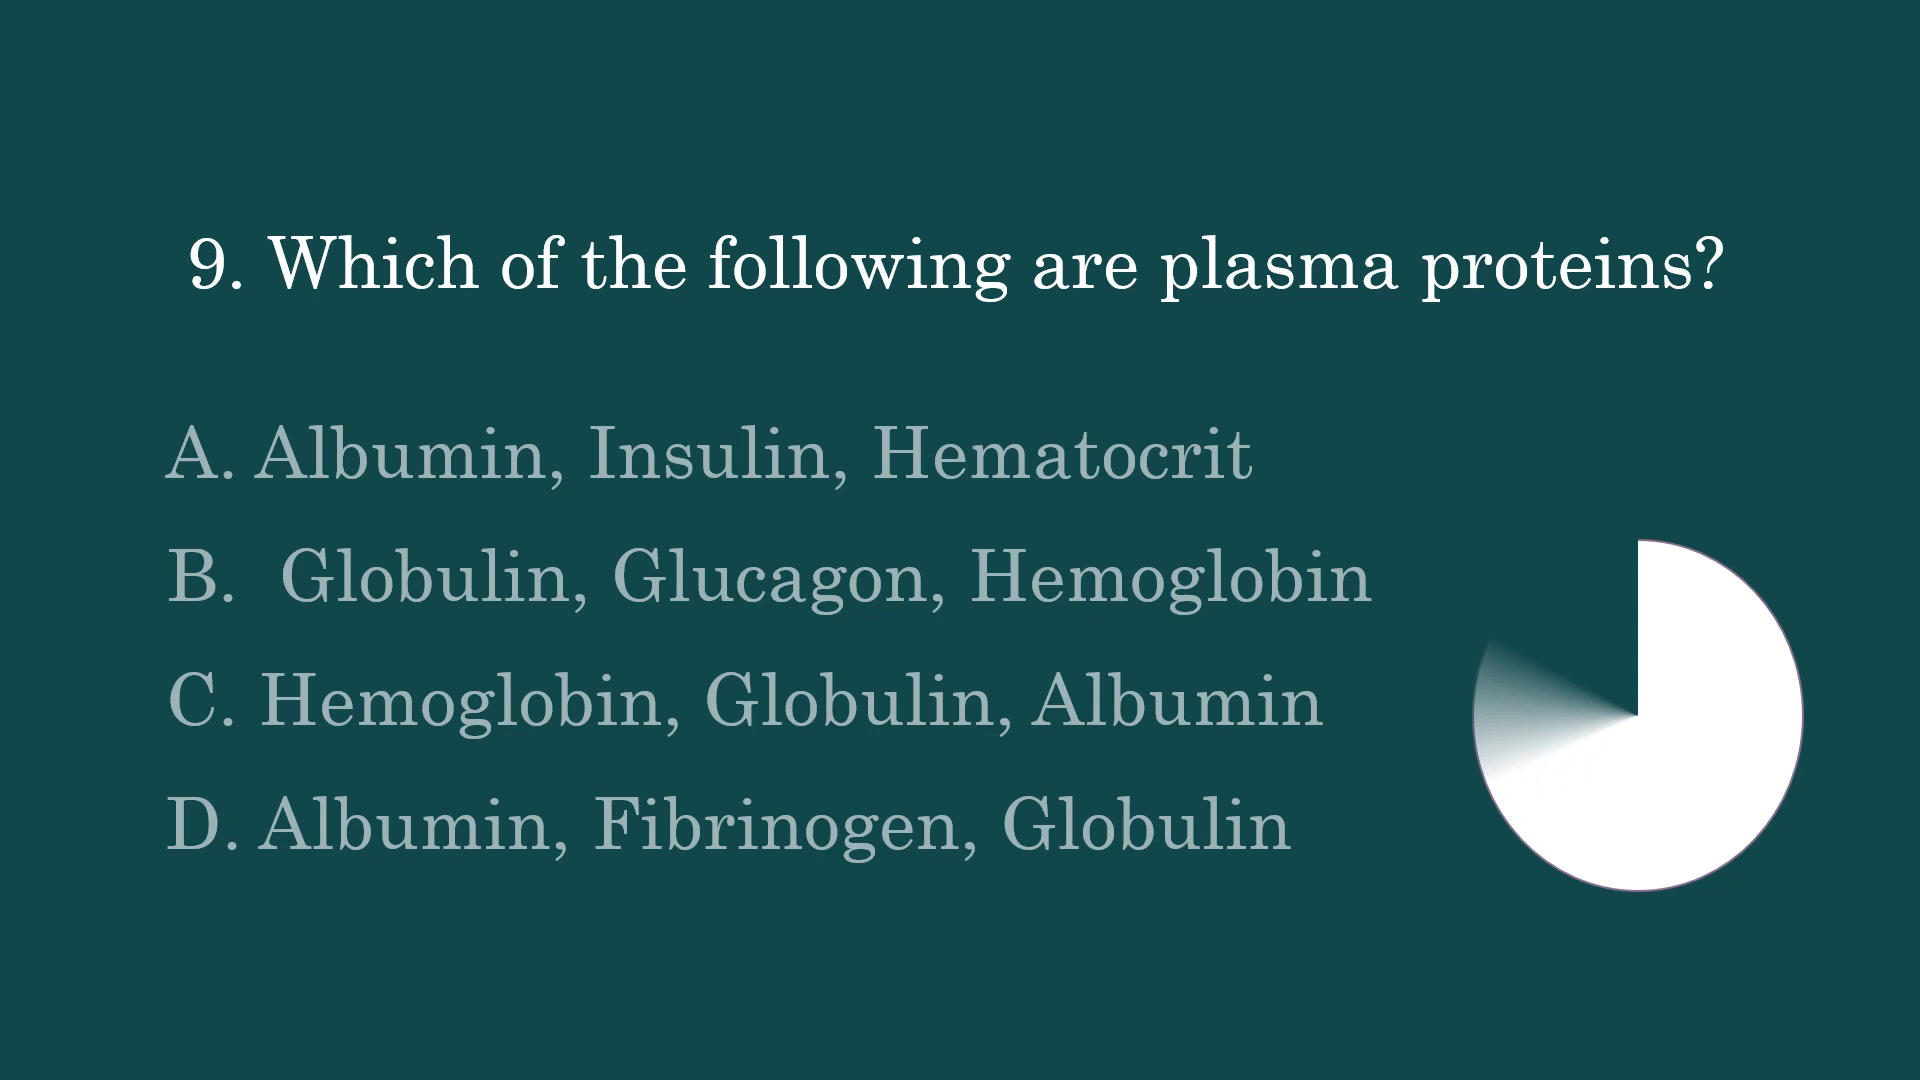 9. Which of the following are plasma proteins?
A. Albumin, Insulin, Hematocrit
B. Globulin, Glucagon, Hemoglobin
C. Hemoglobin, Globulin, Albumin
D. Albumin, Fibrinogen, Globulin